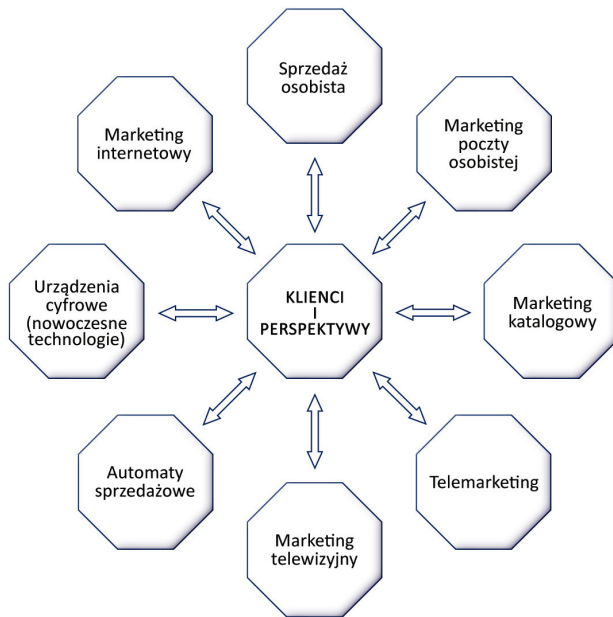 Sprzedaż
osobista
Marketing
internetowy
Marketing
poczty
osobistej
Urządzenia
cyfrowe
(nowoczesne
technologie)
KLIENCI
I
PERSPEKTYWY
Marketing
katalogowy
Automaty
sprzedażowe
Telemarketing
Marketing
telewizyjny